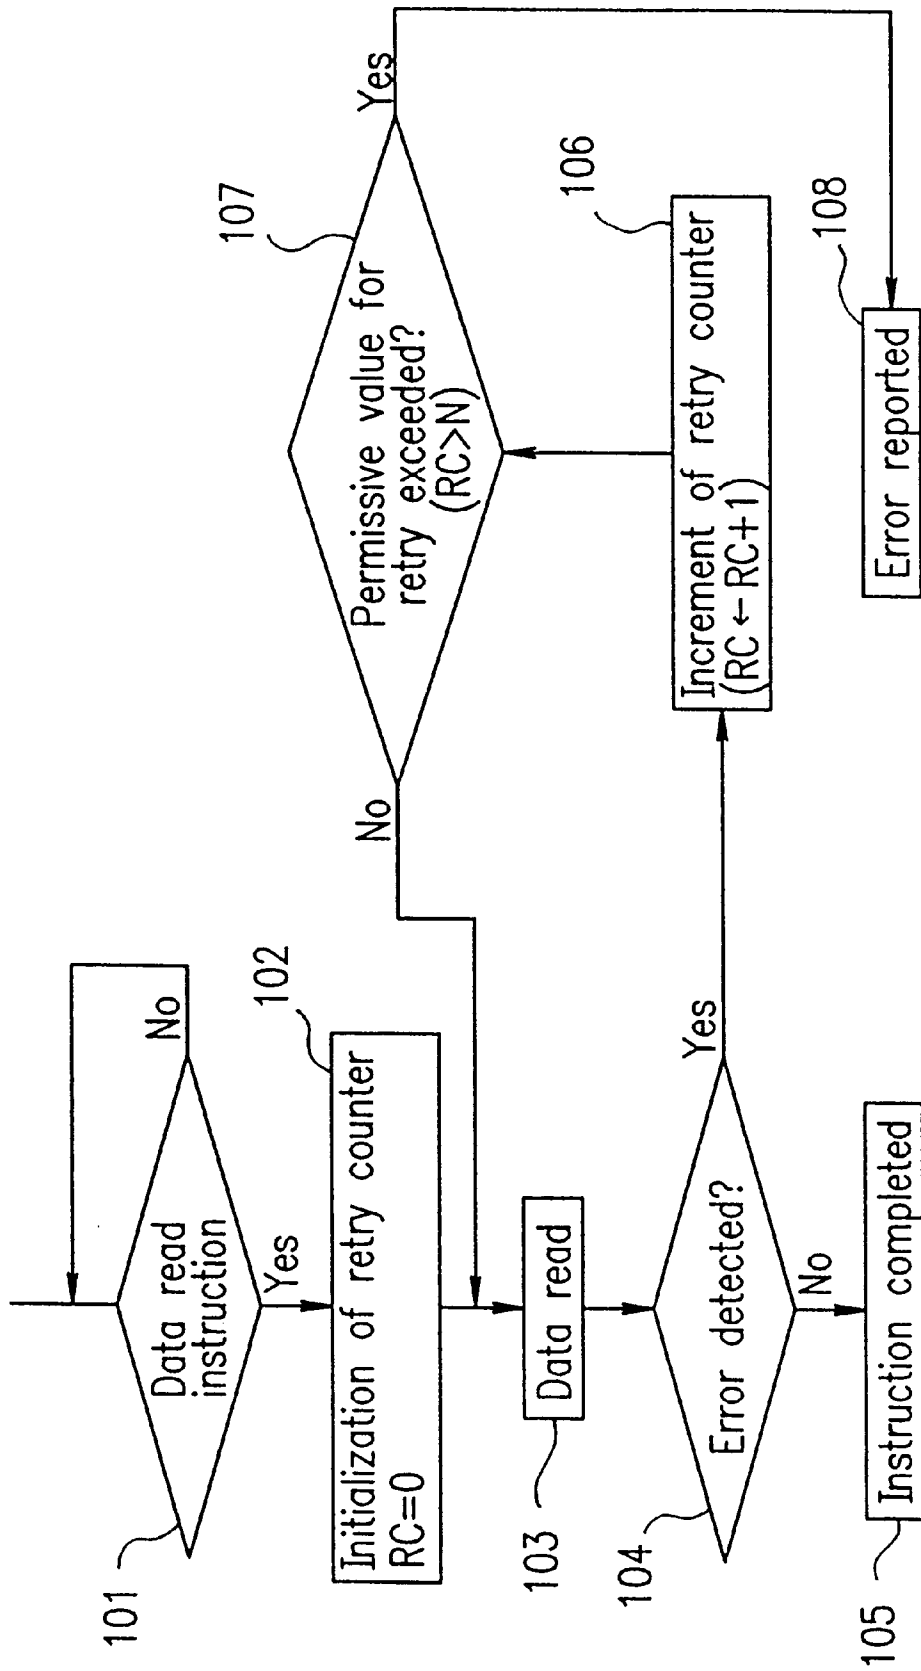 101
Data read
instruction
No
Yes
102
Initialization of retry counter
RC=0
103
Data read
104
Error detected?
Yes
No
105
Instruction completed
106
Increment of retry counter
(RC←RC+1)
107
Permissive value for
retry exceeded?
(RC>N)
No
Yes
108
Error reported